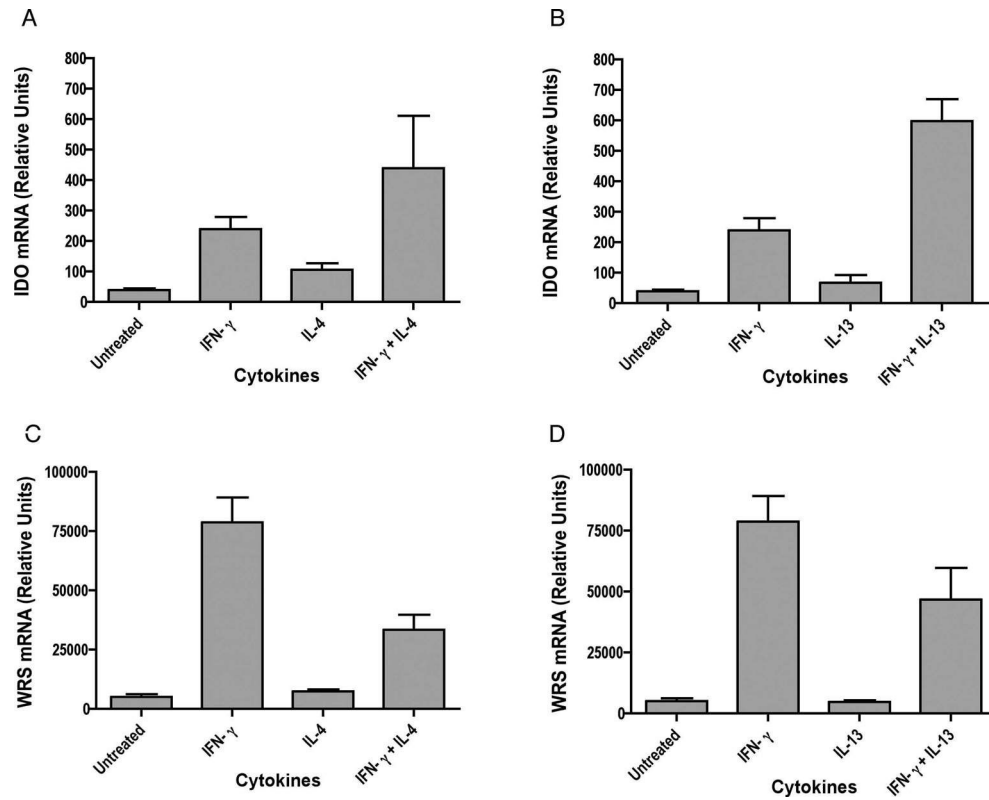 A
IDO mRNA (Relative Units)
800
700
600
500
400
300
200
100
0
Untreated
IFN- γ
IL-4
IFN- γ + IL-4
Cytokines
B
IDO mRNA (Relative Units)
800
700
600
500
400
300
200
100
0
Untreated
IFN- γ
IL-13
IFN- γ + IL-13
Cytokines
C
WRS mRNA (Relative Units)
100000
75000
50000
25000
0
Untreated
IFN- γ
IL-4
IFN- γ + IL-4
Cytokines
D
WRS mRNA (Relative Units)
100000
75000
50000
25000
0
Untreated
IFN- γ
IL-13
IFN- γ + IL-13
Cytokines